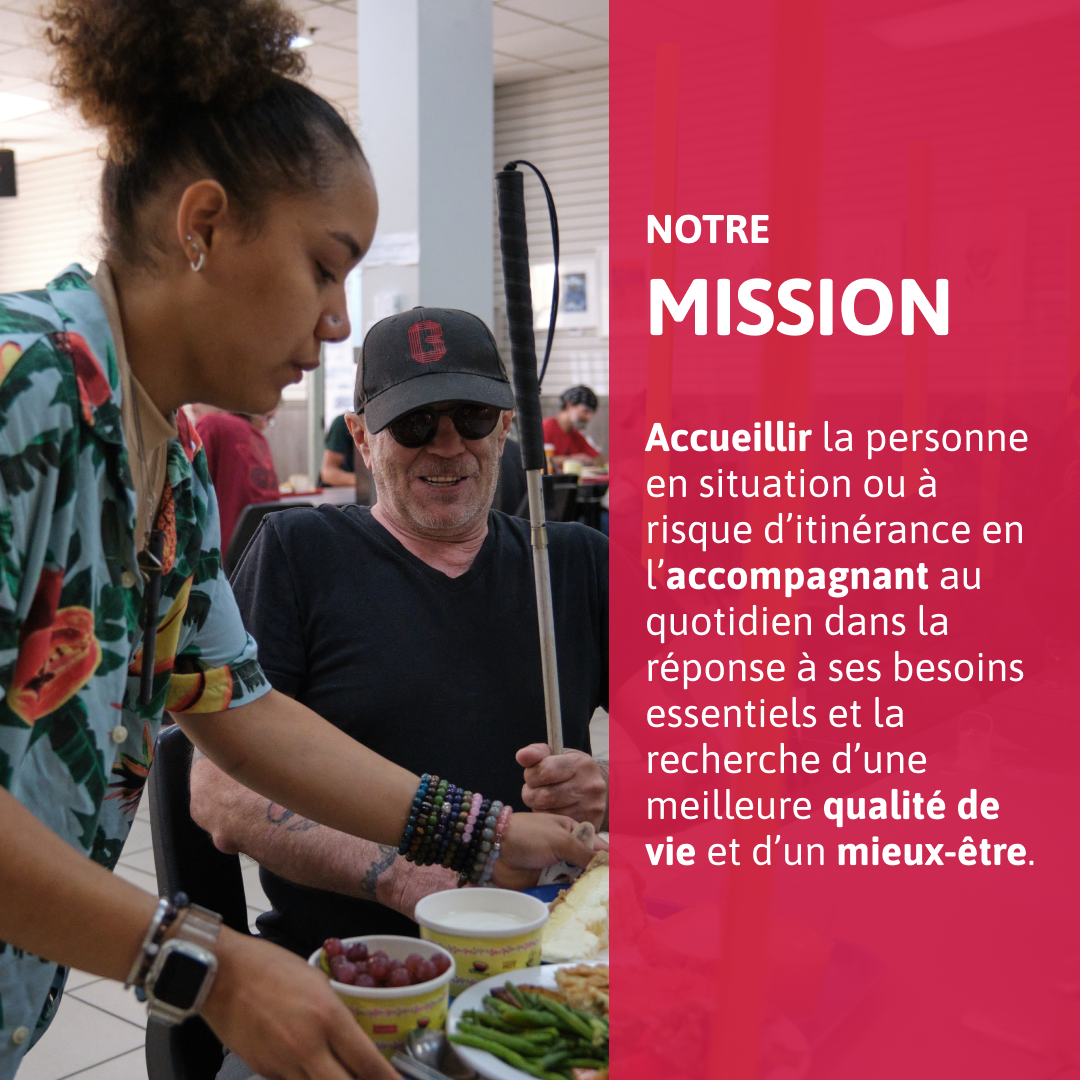 NOTRE
MISSION
Accueillir la personne
en situation ou à
risque d’itinérance en
l’accompagnant au
quotidien dans la
réponse à ses besoins
essentiels et la
recherche d’une
meilleure qualité de
vie et d’un mieux-être.